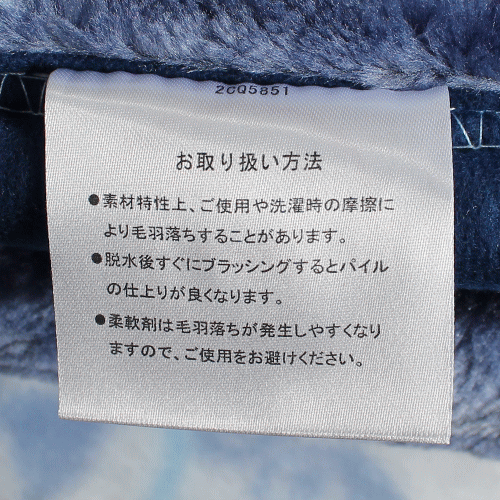 2CQ5851
お取り扱い方法
●素材特性上、ご使用や洗濯時の摩擦に
より毛羽落ちすることがあります。
●脱水後すぐにブラッシングするとパイル
の仕上りが良くなります。
●柔軟剤は毛羽落ちが発生しやすくなり
ますので、ご使用をお避けください。